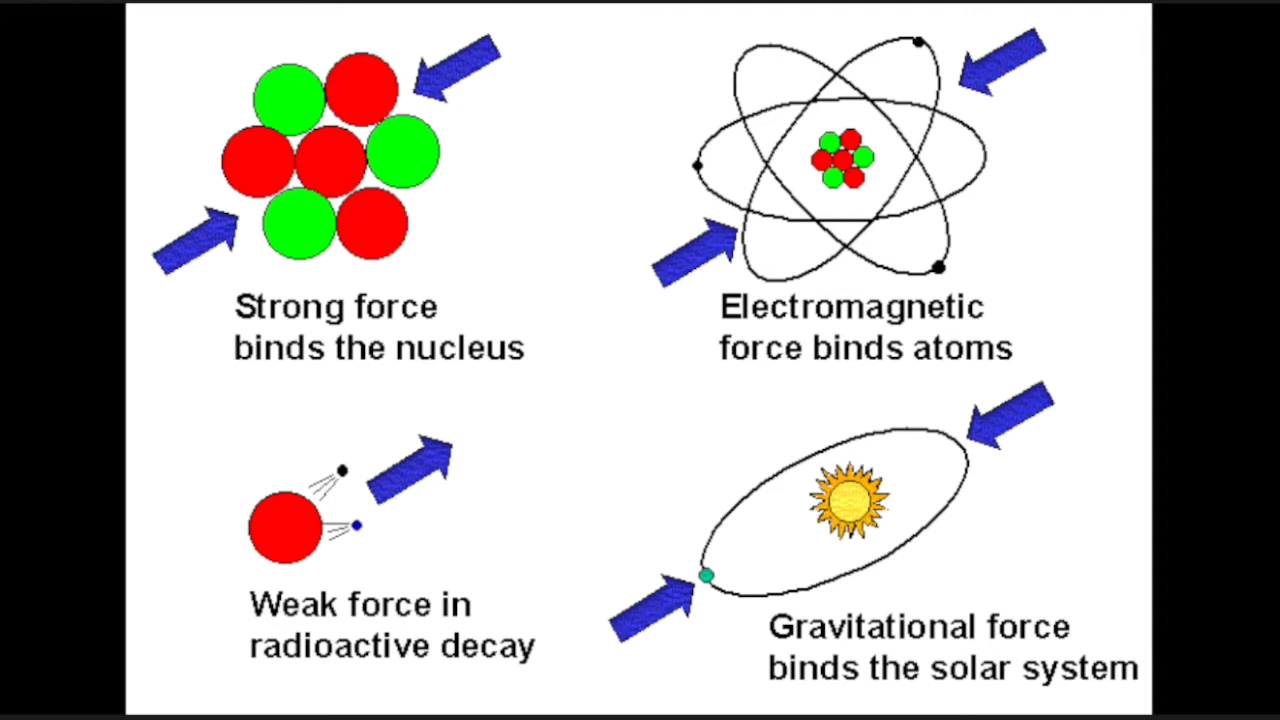 Strong force
binds the nucleus
Electromagnetic
force binds atoms
Weak force in
radioactive decay
Gravitational force
binds the solar system